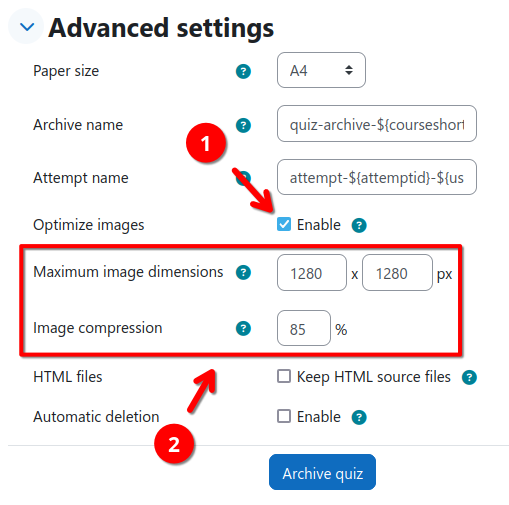 Advanced settings
Paper size ? A4
Archive name ? quiz-archive-${courseshort
1
Attempt name ? attempt-${attemptid}-${us
Optimize images Enable ?
Maximum image dimensions ? 1280 x 1280 px
Image compression ? 85 %
HTML files Keep HTML source files ?
Automatic deletion Enable ?
2
Archive quiz